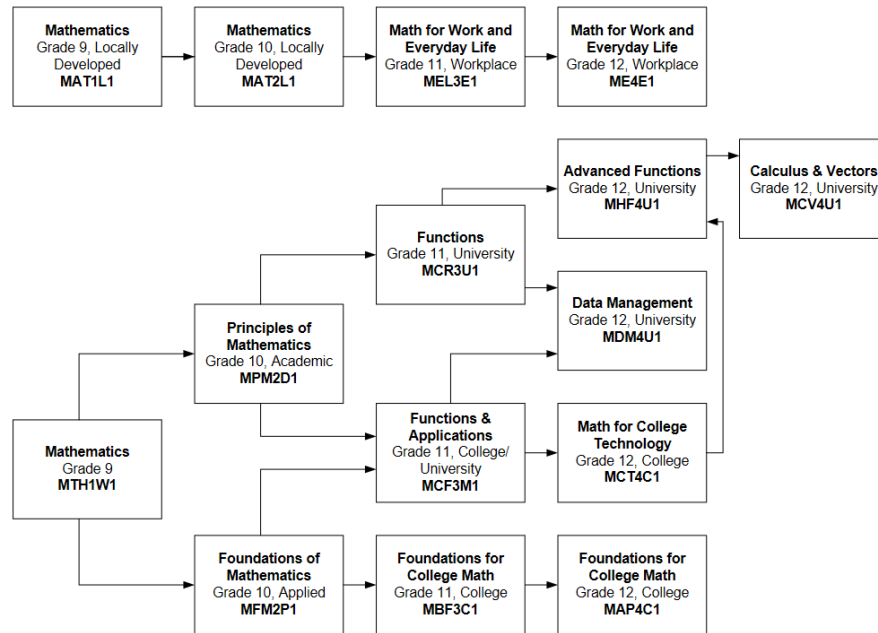 Mathematics
Grade 9, Locally
Developed
MAT1L1
Mathematics
Grade 10, Locally
Developed
MAT2L1
Math for Work and
Everyday Life
Grade 11, Workplace
MEL3E1
Math for Work and
Everyday Life
Grade 12, Workplace
ME4E1
Advanced Functions
Grade 12, University
MHF4U1
Calculus & Vectors
Grade 12, University
MCV4U1
Functions
Grade 11, University
MCR3U1
Data Management
Grade 12, University
MDM4U1
Principles of
Mathematics
Grade 10, Academic
MPM2D1
Mathematics
Grade 9
MTH1W1
Functions &
Applications
Grade 11, College/
University
MCF3M1
Math for College
Technology
Grade 12, College
MCT4C1
Foundations of
Mathematics
Grade 10, Applied
MFM2P1
Foundations for
College Math
Grade 11, College
MBF3C1
Foundations for
College Math
Grade 12, College
MAP4C1